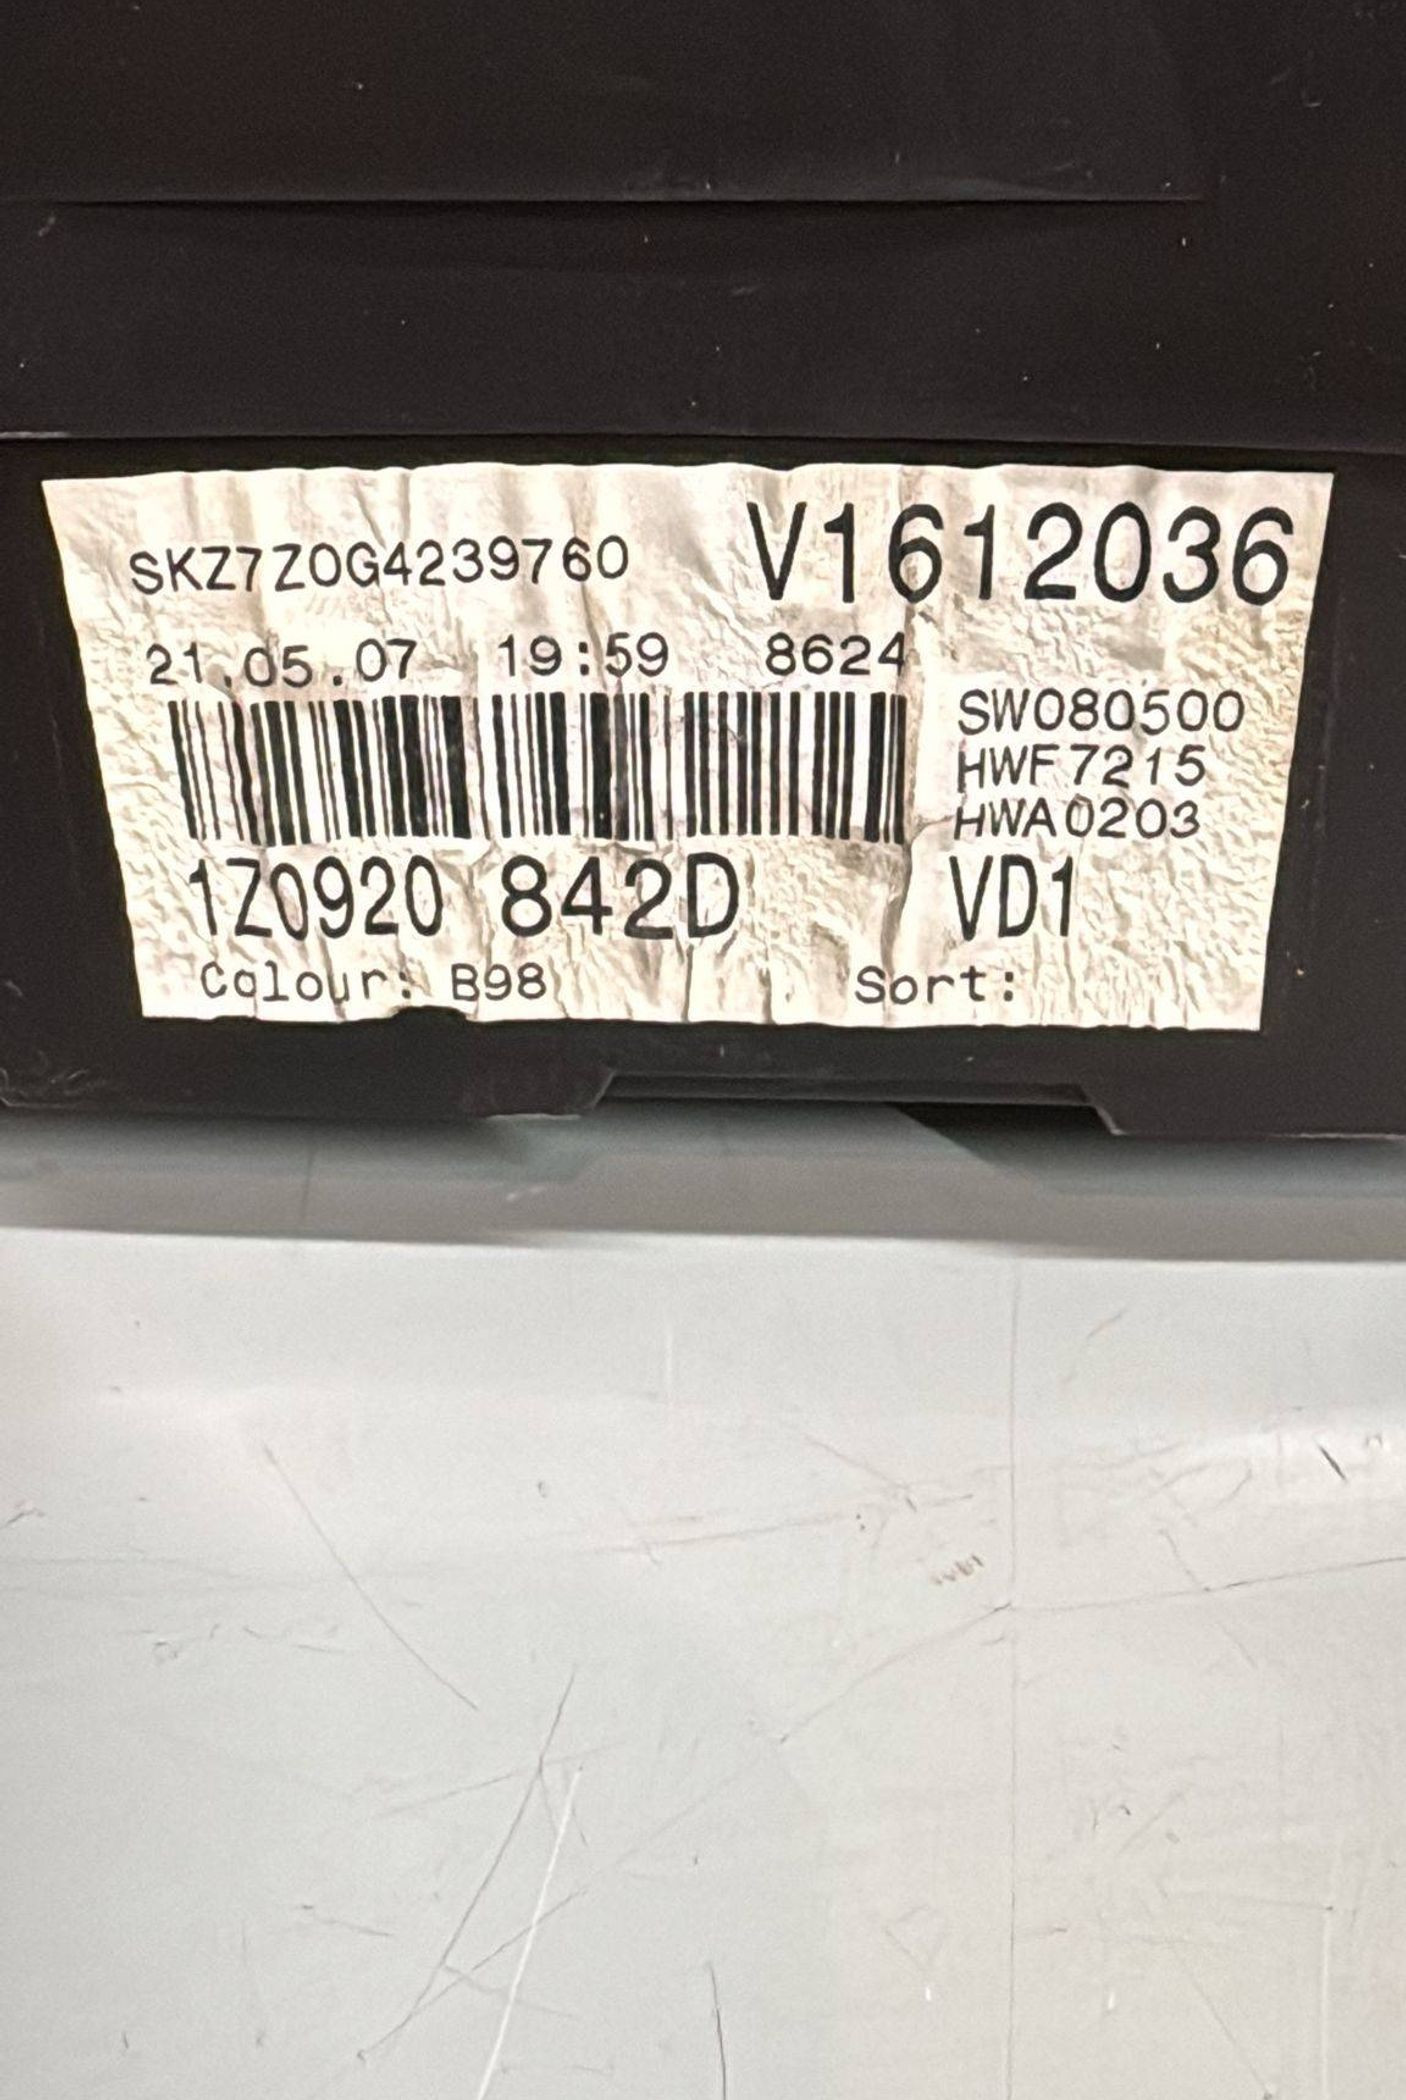 SKZ7Z0G4239760 V1612036
21.05.07 19:59 8624
SW080500
HWF7215
HWA0203
1Z0920 842D VD1
Colour: B98 Sort: